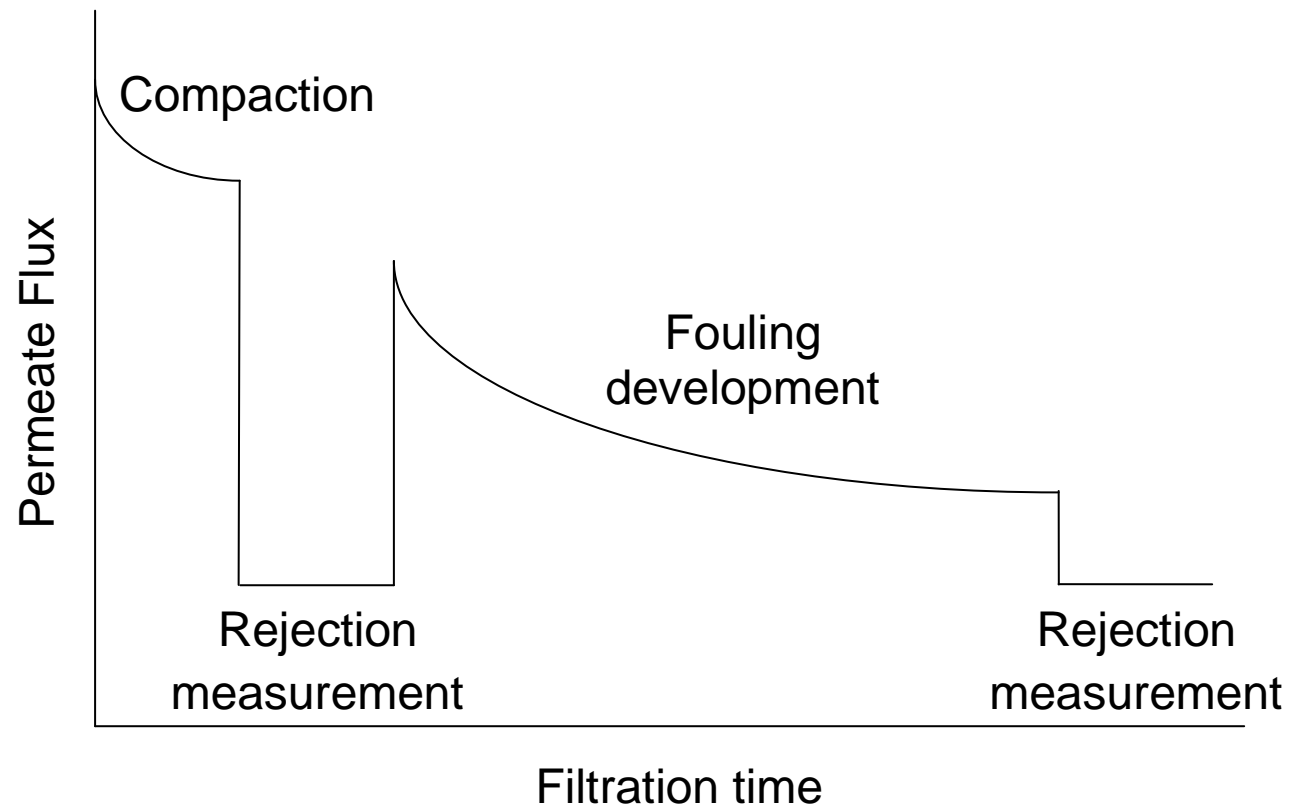 Compaction
Permeate Flux
Fouling
development
Rejection
measurement
Rejection
measurement
Filtration time